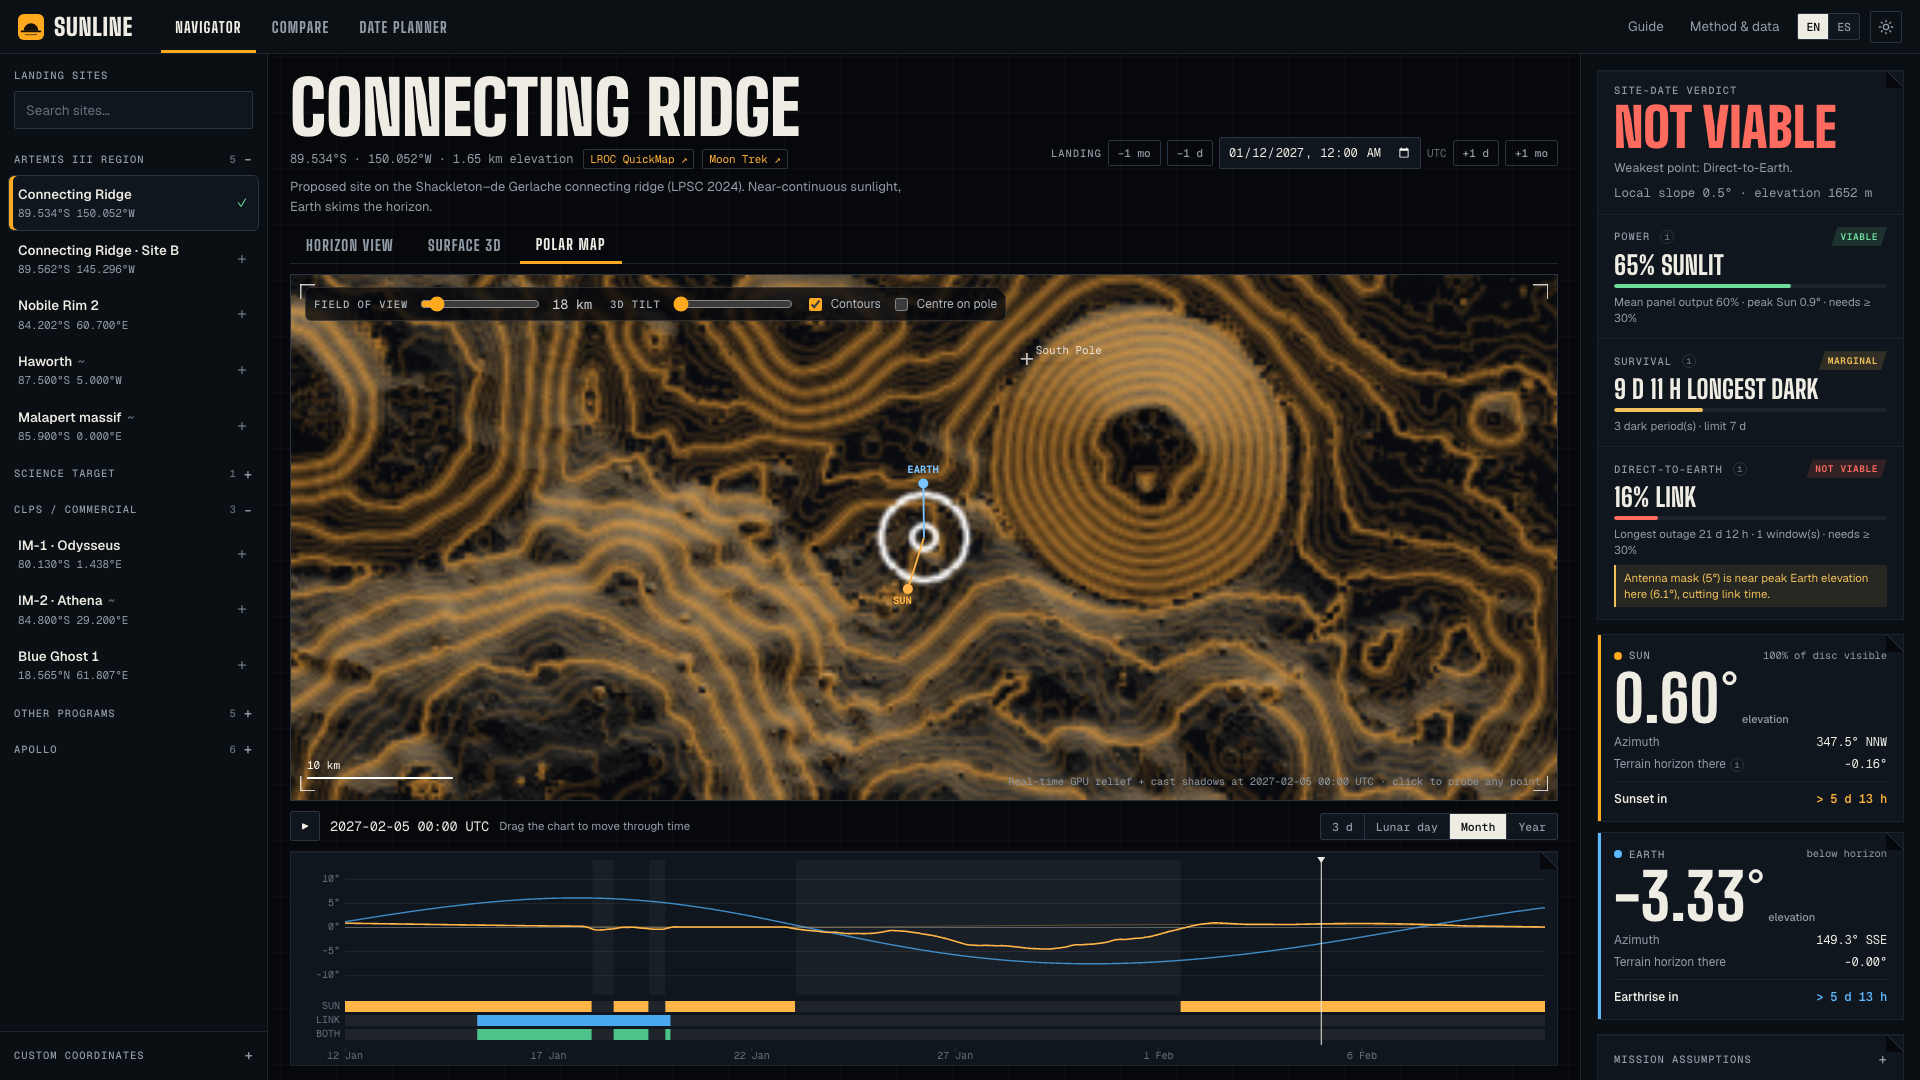 SUNLINE
NAVIGATOR
COMPARE
DATE PLANNER
Guide
Method & data
EN
ES
LANDING SITES
Search sites…
ARTEMIS III REGION 5 −
Connecting Ridge
89.534°S 150.052°W
✓
Connecting Ridge · Site B
89.562°S 145.296°W
+
Nobile Rim 2
84.202°S 60.700°E
+
Haworth ~
87.500°S 5.000°W
+
Malapert massif ~
85.900°S 0.000°E
+
SCIENCE TARGET 1 +
CLPS / COMMERCIAL 3 −
IM-1 · Odysseus
80.130°S 1.438°E
+
IM-2 · Athena ~
84.800°S 29.200°E
+
Blue Ghost 1
18.565°N 61.807°E
+
OTHER PROGRAMS 5 +
APOLLO 6 +
CUSTOM COORDINATES +
CONNECTING RIDGE
89.534°S · 150.052°W · 1.65 km elevation
LROC QuickMap ↗
Moon Trek ↗
Proposed site on the Shackleton–de Gerlache connecting ridge (LPSC 2024). Near-continuous sunlight,
Earth skims the horizon.
LANDING
−1 mo
−1 d
01/12/2027, 12:00 AM
UTC
+1 d
+1 mo
HORIZON VIEW
SURFACE 3D
POLAR MAP
FIELD OF VIEW
18 km
3D TILT
Contours
Centre on pole
South Pole
EARTH
SUN
10 km
Real-time GPU relief + cast shadows at 2027-02-05 00:00 UTC · click to probe any point
2027-02-05 00:00 UTC
Drag the chart to move through time
3 d
Lunar day
Month
Year
10°
5°
0°
−5°
−10°
SUN
LINK
BOTH
12 Jan
17 Jan
22 Jan
27 Jan
1 Feb
6 Feb
SITE-DATE VERDICT
NOT VIABLE
Weakest point: Direct-to-Earth.
Local slope 0.5° · elevation 1652 m
POWER i
VIABLE
65% SUNLIT
Mean panel output 60% · peak Sun 0.9° · needs ≥
30%
SURVIVAL i
MARGINAL
9 D 11 H LONGEST DARK
3 dark period(s) · limit 7 d
DIRECT-TO-EARTH i
NOT VIABLE
16% LINK
Longest outage 21 d 12 h · 1 window(s) · needs ≥
30%
Antenna mask (5°) is near peak Earth elevation
here (6.1°), cutting link time.
SUN
100% of disc visible
0.60° elevation
Azimuth 347.5° NNW
Terrain horizon there i −0.16°
Sunset in > 5 d 13 h
EARTH
below horizon
−3.33° elevation
Azimuth 149.3° SSE
Terrain horizon there −0.00°
Earthrise in > 5 d 13 h
MISSION ASSUMPTIONS +